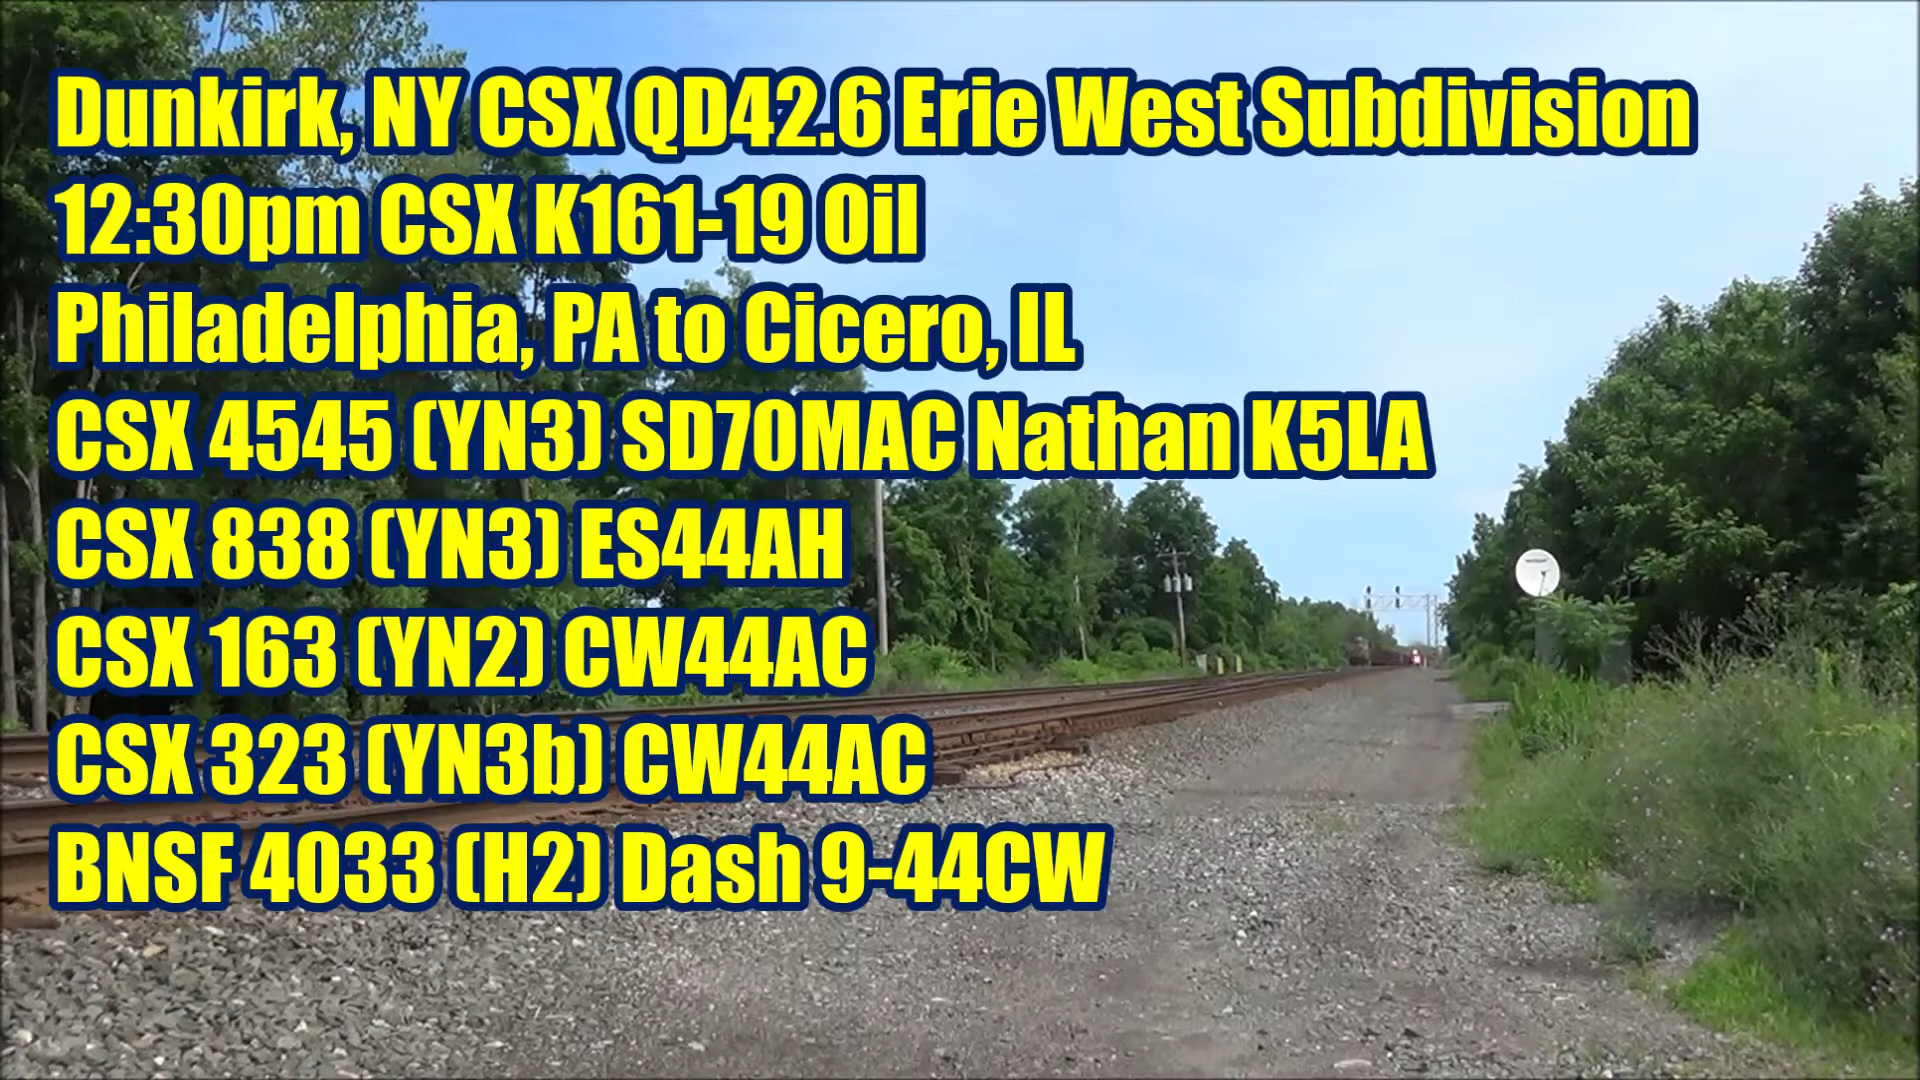 Dunkirk, NY CSX QD42.6 Erie West Subdivision
12:30pm CSX K161-19 Oil
Philadelphia, PA to Cicero, IL
CSX 4545 (YN3) SD70MAC Nathan K5LA
CSX 838 (YN3) ES44AH
CSX 163 (YN2) CW44AC
CSX 323 (YN3b) CW44AC
BNSF 4033 (H2) Dash 9-44CW